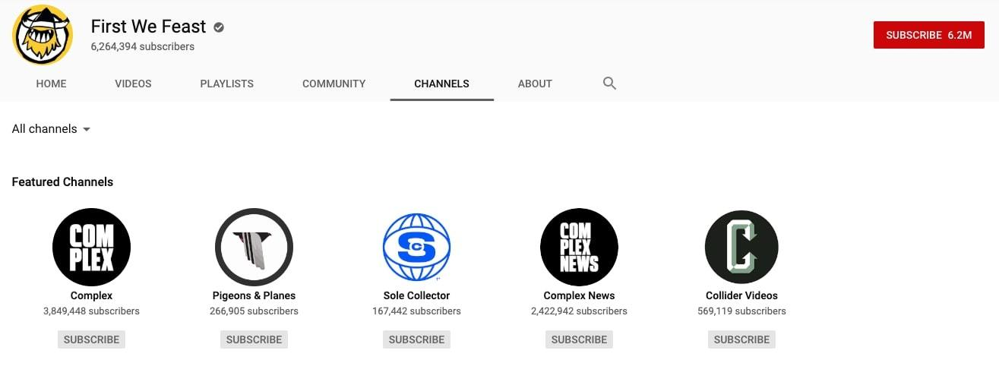 First We Feast
6,264,394 subscribers
SUBSCRIBE 6.2M
HOME VIDEOS PLAYLISTS COMMUNITY CHANNELS ABOUT
All channels
Featured Channels
COM
PLEX
SC
COM
PLEX
NEWS
C
Complex Pigeons & Planes Sole Collector Complex News Collider Videos
3,849,448 subscribers 266,905 subscribers 167,442 subscribers 2,422,942 subscribers 569,119 subscribers
SUBSCRIBE SUBSCRIBE SUBSCRIBE SUBSCRIBE SUBSCRIBE